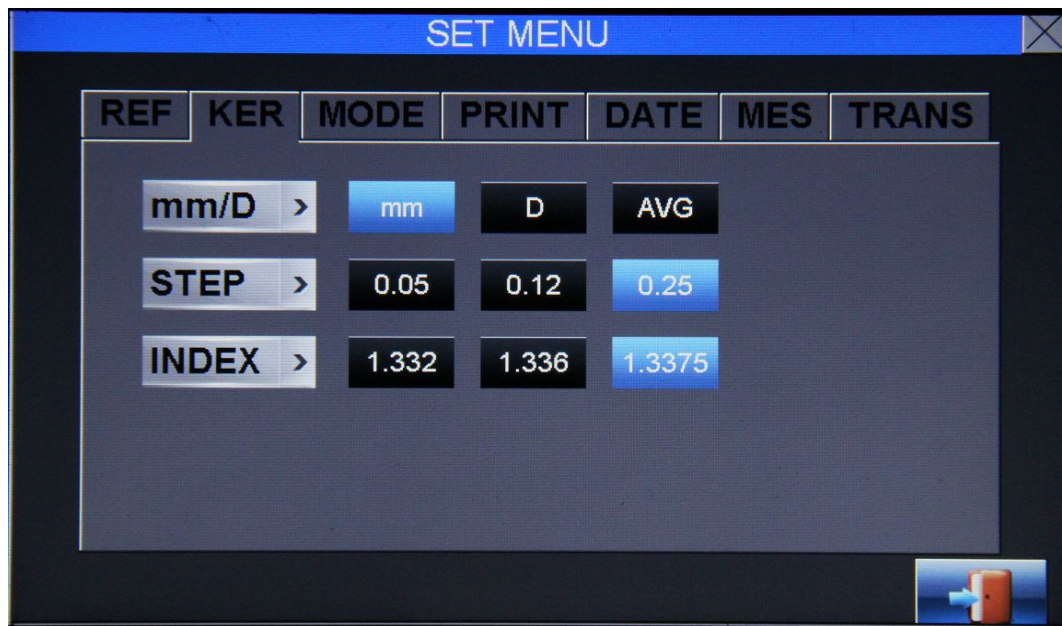 SET MENU
REF KER MODE PRINT DATE MES TRANS
mm/D > mm D AVG
STEP > 0.05 0.12 0.25
INDEX > 1.332 1.336 1.3375